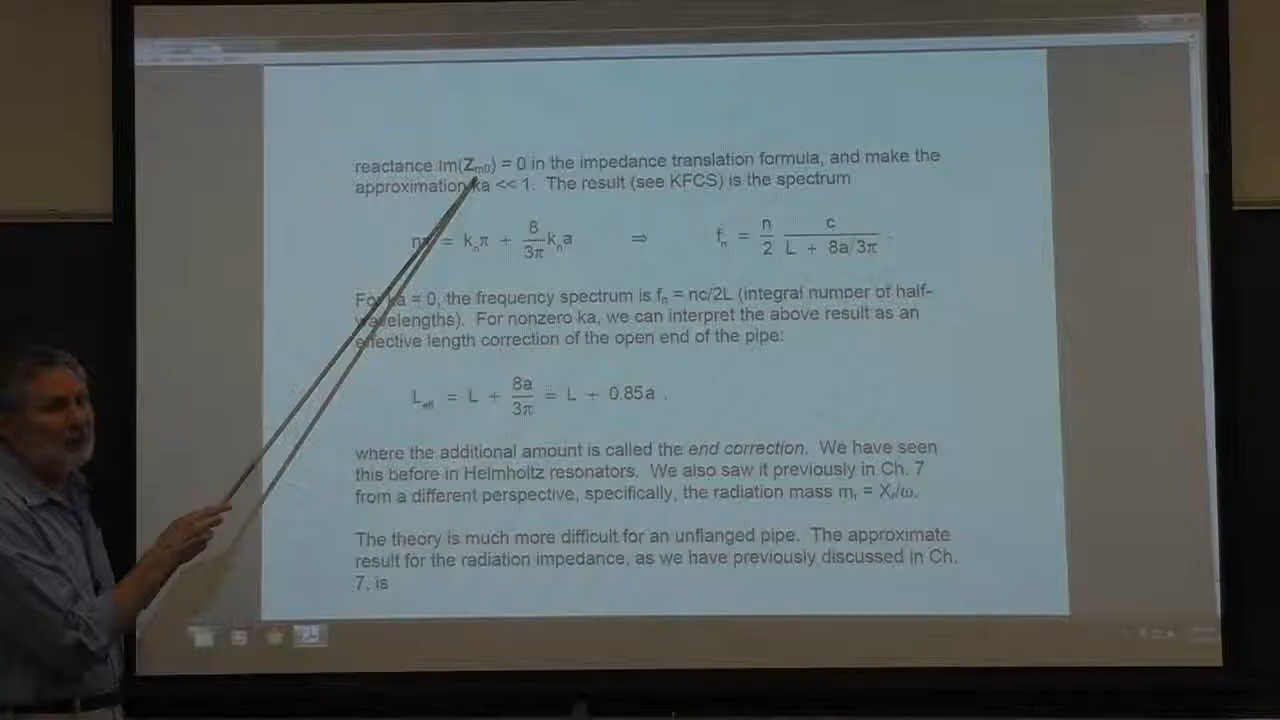 reactance Im(Zm0) = 0 in the impedance translation formula, and make the
approximation ka << 1. The result (see KFCS) is the spectrum
= knπ + 8/3π kna ⇒ fn = n/2 c/(L + 8a/3π) .
For ka = 0, the frequency spectrum is fn = nc/2L (integral number of half-
wavelengths). For nonzero ka, we can interpret the above result as an
effective length correction of the open end of the pipe:
Leff = L + 8a/3π = L + 0.85a ,
where the additional amount is called the end correction. We have seen
this before in Helmholtz resonators. We also saw it previously in Ch. 7
from a different perspective, specifically, the radiation mass mr = Xr/ω.
The theory is much more difficult for an unflanged pipe. The approximate
result for the radiation impedance, as we have previously discussed in Ch.
7, is